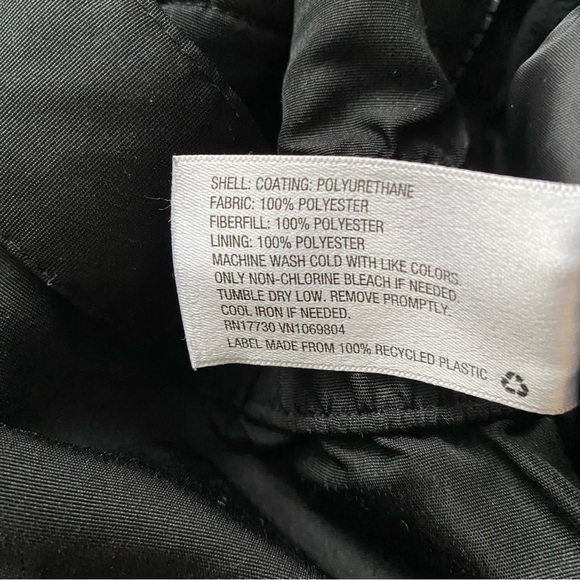 SHELL: COATING: POLYURETHANE
FABRIC: 100% POLYESTER
FIBERFILL: 100% POLYESTER
LINING: 100% POLYESTER
MACHINE WASH COLD WITH LIKE COLORS.
ONLY NON-CHLORINE BLEACH IF NEEDED.
TUMBLE DRY LOW. REMOVE PROMPTLY.
COOL IRON IF NEEDED.
RN17730 VN1069804
LABEL MADE FROM 100% RECYCLED PLASTIC